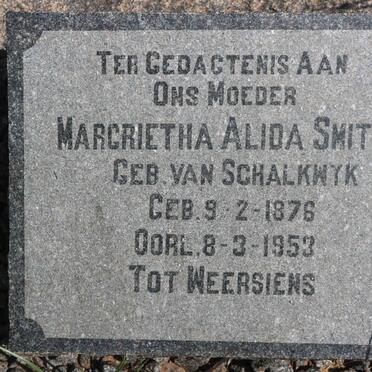 TER GEDACTENIS AAN
ONS MOEDER
MARGRIETHA ALIDA SMIT
GEB. VAN SCHALKWYK
GEB. 9-2-1876
OORL. 8-3-1953
TOT WEERSIENS